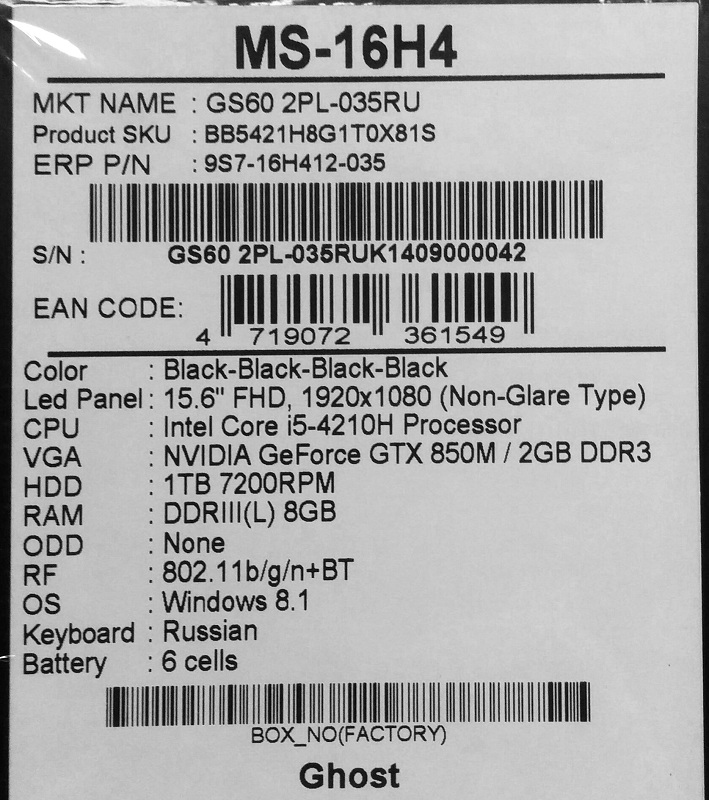 MS-16H4
MKT NAME : GS60 2PL-035RU
Product SKU : BB5421H8G1T0X81S
ERP P/N : 9S7-16H412-035
S/N : GS60 2PL-035RUK1409000042
EAN CODE:
4 719072 361549
Color : Black-Black-Black-Black
Led Panel : 15.6" FHD, 1920x1080 (Non-Glare Type)
CPU : Intel Core i5-4210H Processor
VGA : NVIDIA GeForce GTX 850M / 2GB DDR3
HDD : 1TB 7200RPM
RAM : DDRIII(L) 8GB
ODD : None
RF : 802.11b/g/n+BT
OS : Windows 8.1
Keyboard : Russian
Battery : 6 cells
BOX_NO(FACTORY)
Ghost